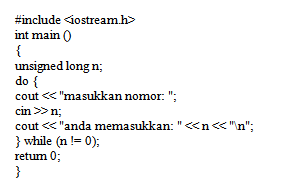 #include <iostream.h>
int main ()
{
unsigned long n;
do {
cout << "masukkan nomor: ";
cin >> n;
cout << "anda memasukkan: " << n << "\n";
} while (n != 0);
return 0;
}